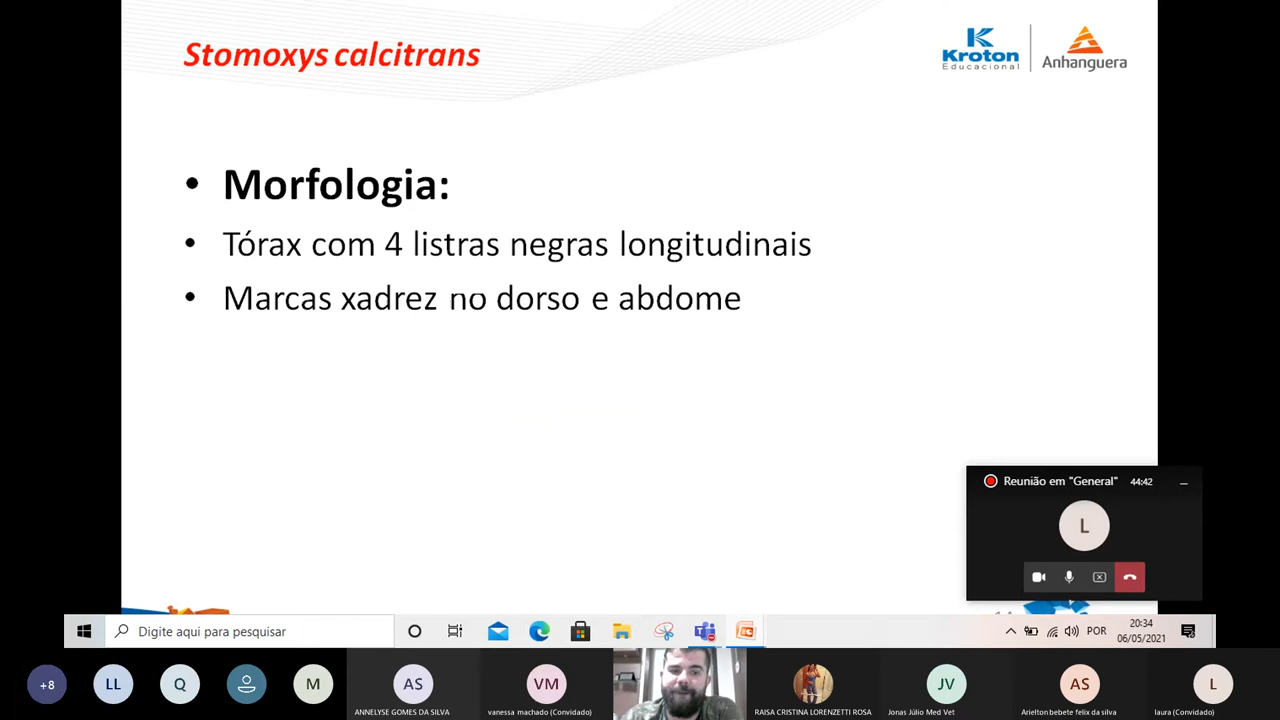 Stomoxys calcitrans
Kroton
Educacional
Anhanguera
• Morfologia:
• Tórax com 4 listras negras longitudinais
• Marcas xadrez no dorso e abdome
Reunião em "General" 44:42
L
Digite aqui para pesquisar
POR
20:34
06/05/2021
+8
LL
Q
M
AS
VM
JV
AS
L
ANNELYSE GOMES DA SILVA
vanessa machado (Convidado)
RAISA CRISTINA LORENZETTI ROSA
Jonas Júlio Med Vet
Arielton bebete felix da silva
laura (Convidado)